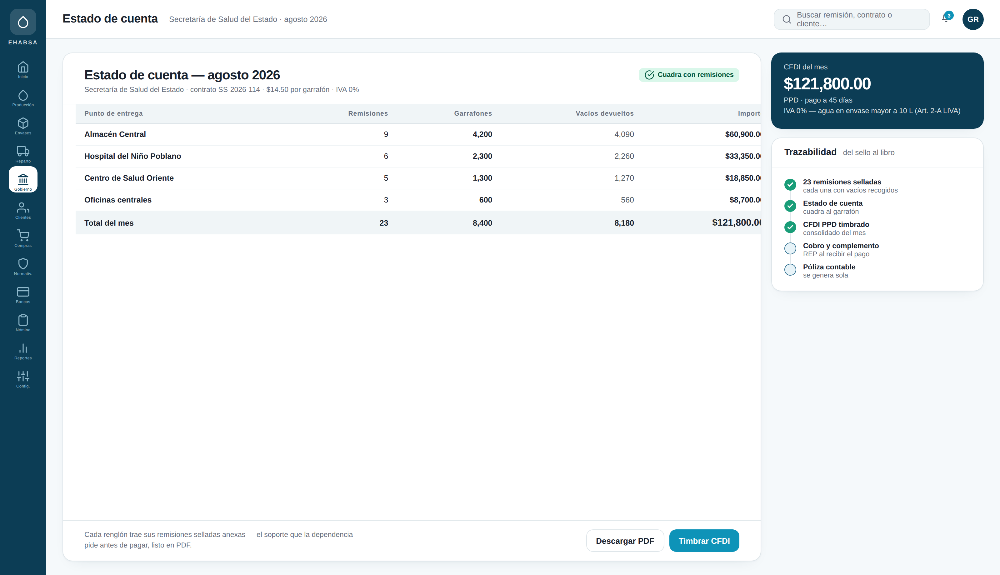 EHABSA
Inicio
Producción
Envases
Reparto
Gobierno
Clientes
Compras
Normativ.
Bancos
Nómina
Reportes
Config.
Estado de cuenta
Secretaría de Salud del Estado · agosto 2026
Buscar remisión, contrato o
cliente…
3
GR
Estado de cuenta — agosto 2026
Cuadra con remisiones
Secretaría de Salud del Estado · contrato SS-2026-114 · $14.50 por garrafón · IVA 0%
Punto de entrega Remisiones Garrafones Vacíos devueltos Import
Almacén Central 9 4,200 4,090 $60,900.0
Hospital del Niño Poblano 6 2,300 2,260 $33,350.0
Centro de Salud Oriente 5 1,300 1,270 $18,850.0
Oficinas centrales 3 600 560 $8,700.0
Total del mes 23 8,400 8,180 $121,800.0
Cada renglón trae sus remisiones selladas anexas — el soporte que la dependencia
pide antes de pagar, listo en PDF.
Descargar PDF
Timbrar CFDI
CFDI del mes
$121,800.00
PPD · pago a 45 días
IVA 0% — agua en envase mayor a 10 L (Art. 2-A LIVA)
Trazabilidad del sello al libro
23 remisiones selladas
cada una con vacíos recogidos
Estado de cuenta
cuadra al garrafón
CFDI PPD timbrado
consolidado del mes
Cobro y complemento
REP al recibir el pago
Póliza contable
se genera sola